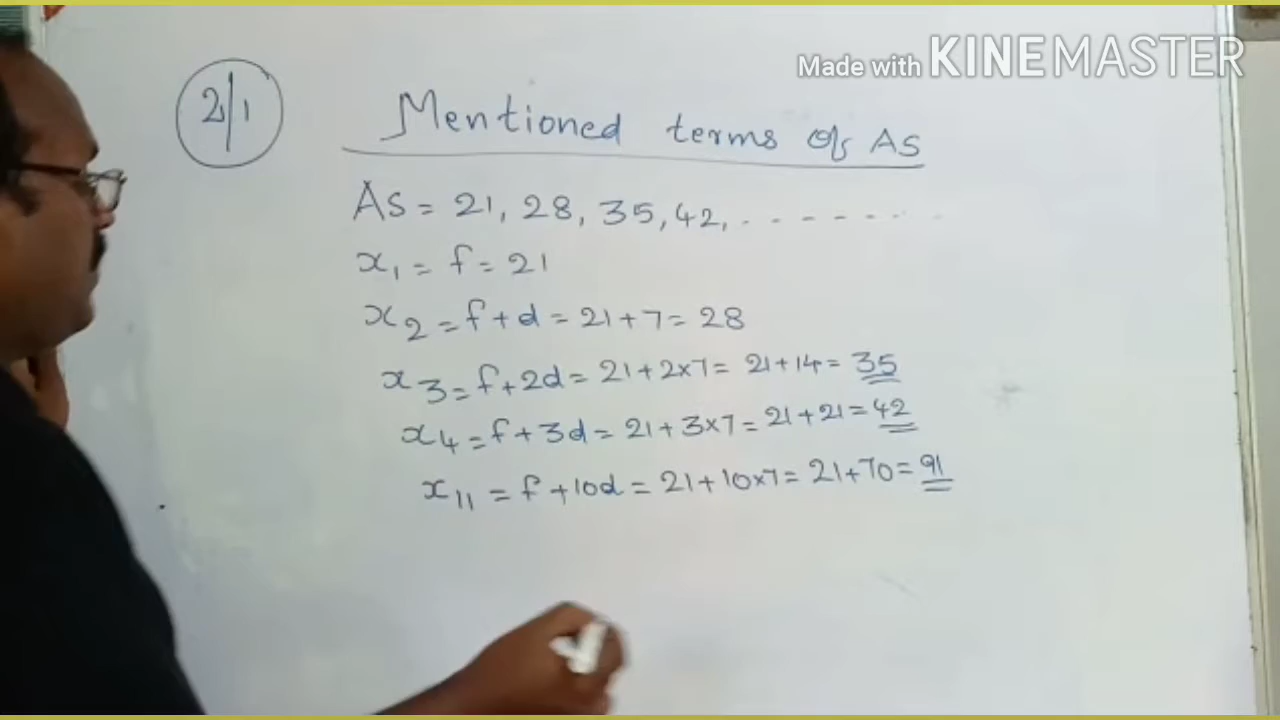 Made with KINEMASTER
2/1
Mentioned terms of AS
AS = 21, 28, 35, 42, - - - - - - -
x₁ = f = 21
x₂ = f + d = 21 + 7 = 28
x₃ = f + 2d = 21 + 2×7 = 21 + 14 = 35
x₄ = f + 3d = 21 + 3×7 = 21 + 21 = 42
x₁₁ = f + 10d = 21 + 10×7 = 21 + 70 = 91